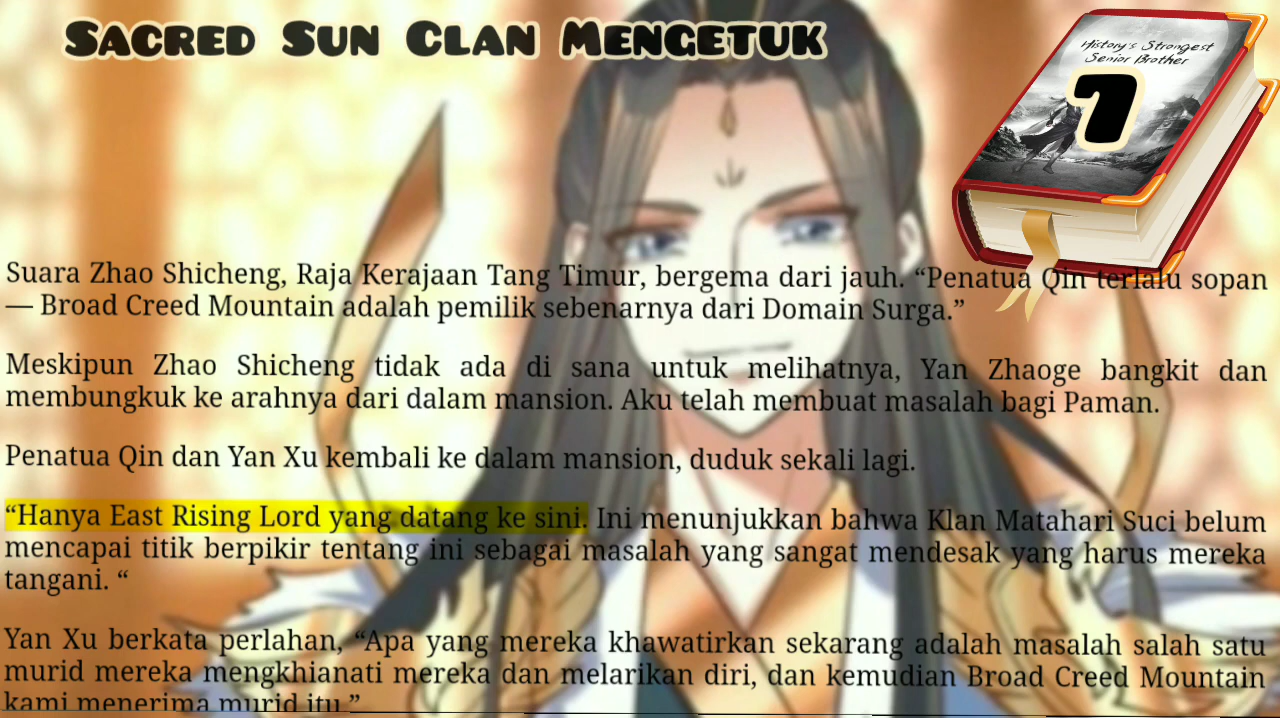 Sacred Sun Clan Mengetuk
History's Strongest
Senior Brother
7
Suara Zhao Shicheng, Raja Kerajaan Tang Timur, bergema dari jauh. “Penatua Qin terlalu sopan
— Broad Creed Mountain adalah pemilik sebenarnya dari Domain Surga.”
Meskipun Zhao Shicheng tidak ada di sana untuk melihatnya, Yan Zhaoge bangkit dan
membungkuk ke arahnya dari dalam mansion. Aku telah membuat masalah bagi Paman.
Penatua Qin dan Yan Xu kembali ke dalam mansion, duduk sekali lagi.
“Hanya East Rising Lord yang datang ke sini. Ini menunjukkan bahwa Klan Matahari Suci belum
mencapai titik berpikir tentang ini sebagai masalah yang sangat mendesak yang harus mereka
tangani. “
Yan Xu berkata perlahan, “Apa yang mereka khawatirkan sekarang adalah masalah salah satu
murid mereka mengkhianati mereka dan melarikan diri, dan kemudian Broad Creed Mountain
kami menerima murid itu.”